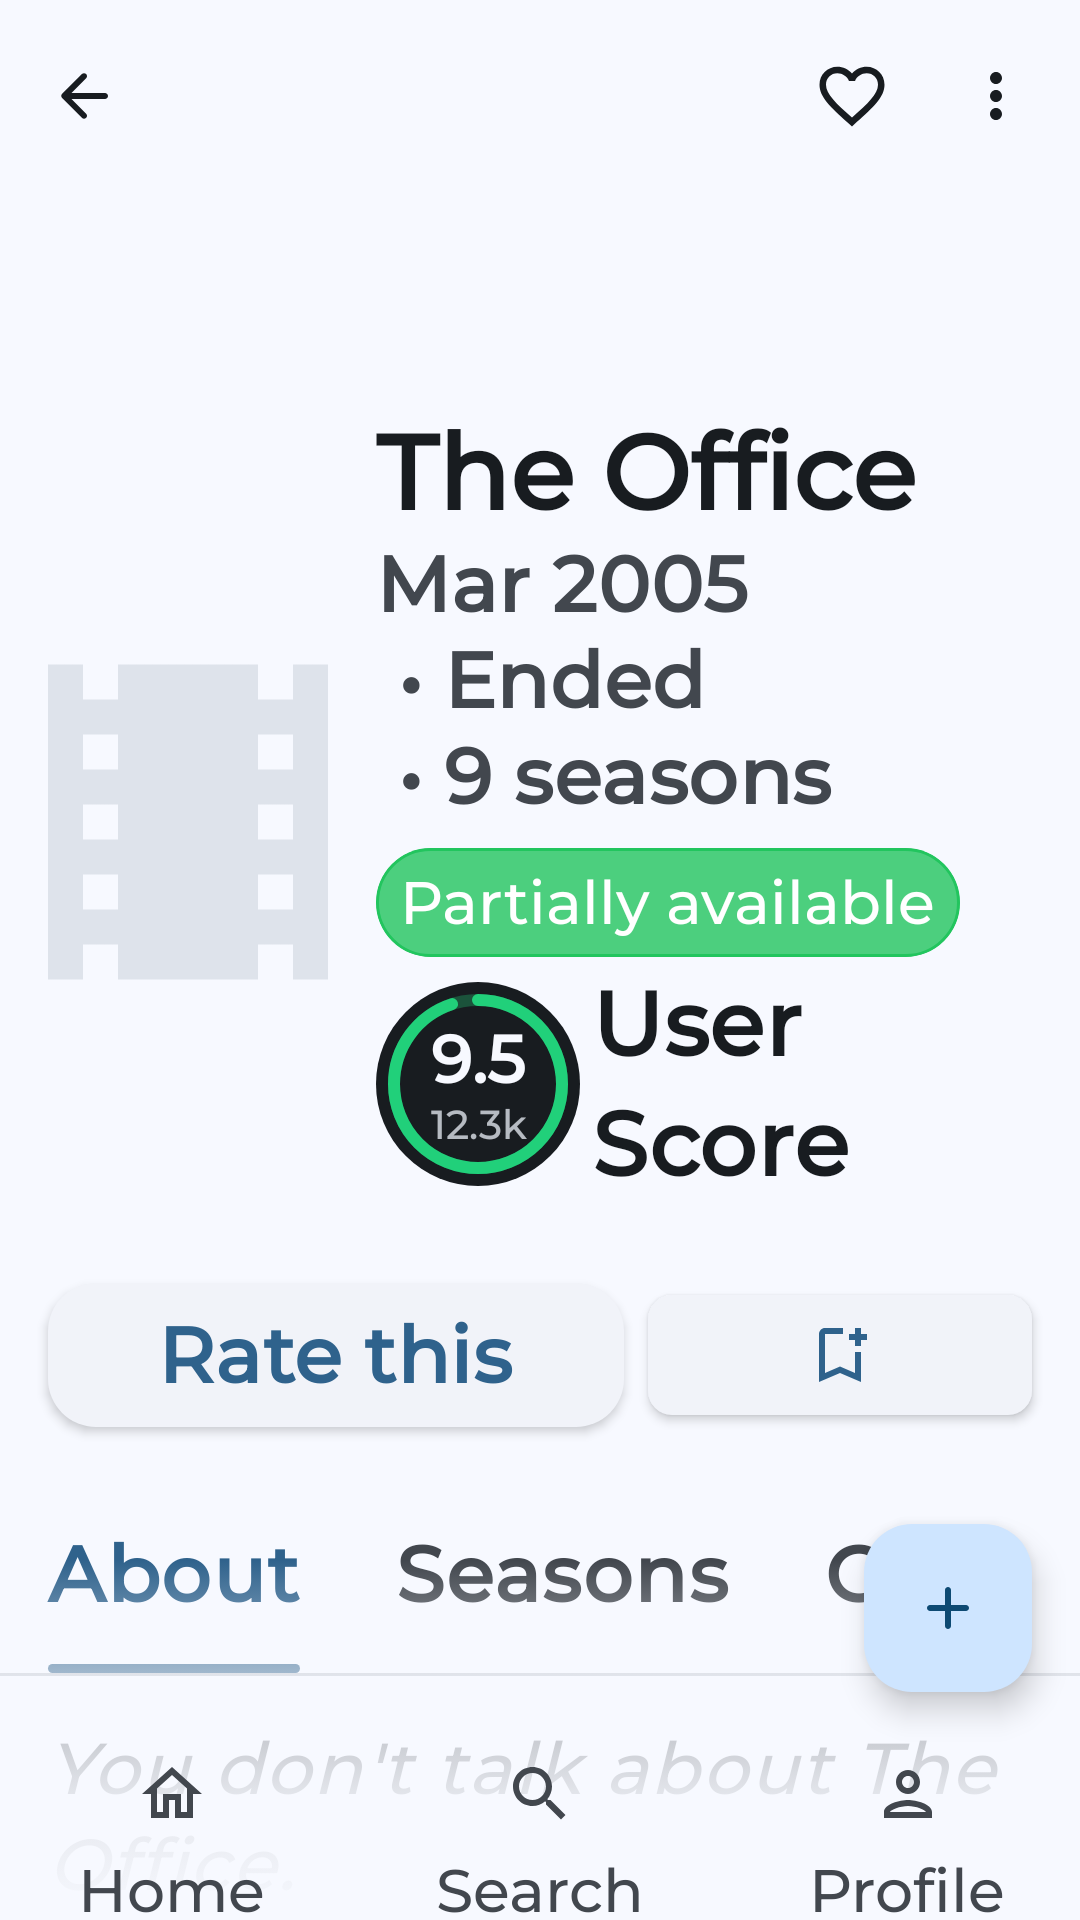 The Office
Mar 2005
• Ended
• 9 seasons
Partially available
9.5
12.3k
User
Score
Rate this
About Seasons
You don't talk about The
Office.
Home Search Profile